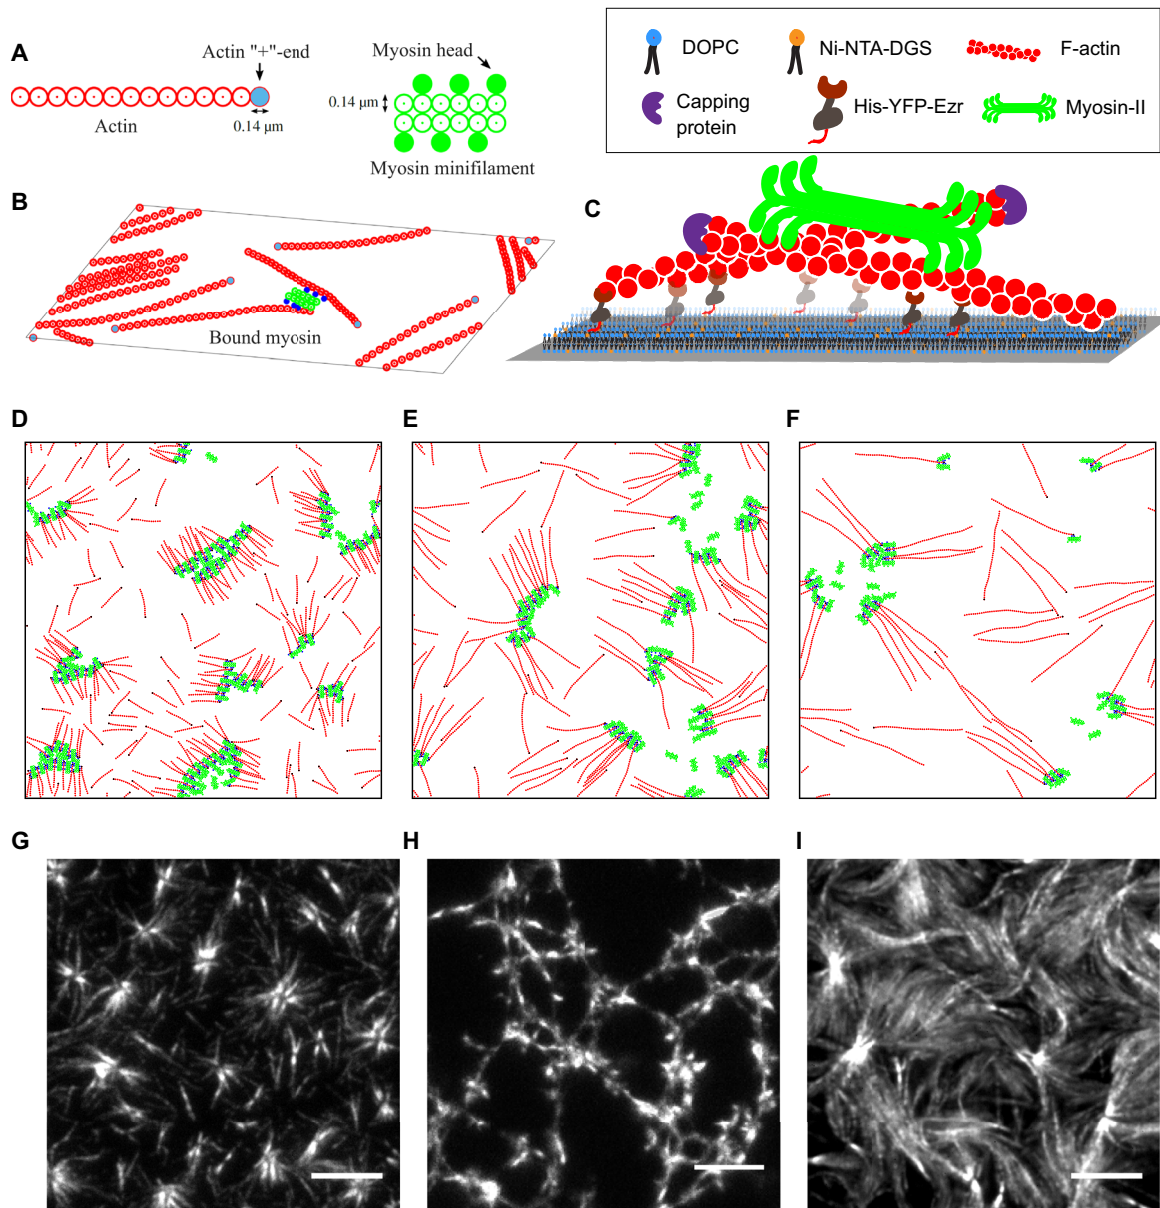 A
Actin "+"-end
0.14 μm
Actin
Myosin head
0.14 μm
Myosin minifilament
DOPC
Ni-NTA-DGS
F-actin
Capping
protein
His-YFP-Ezr
Myosin-II
B
Bound myosin
C
D
E
F
G
H
I